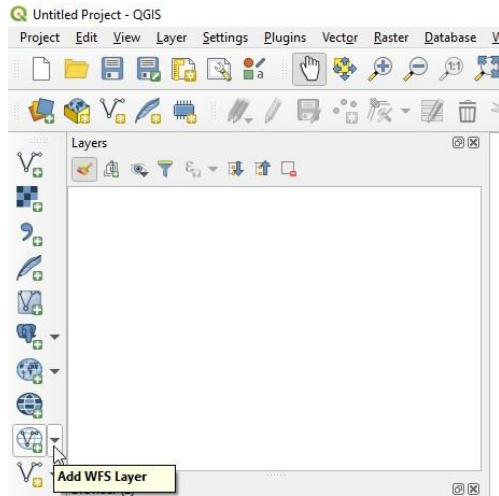 Untitled Project - QGIS
Project Edit View Layer Settings Plugins Vector Raster Database
Layers
Add WFS Layer